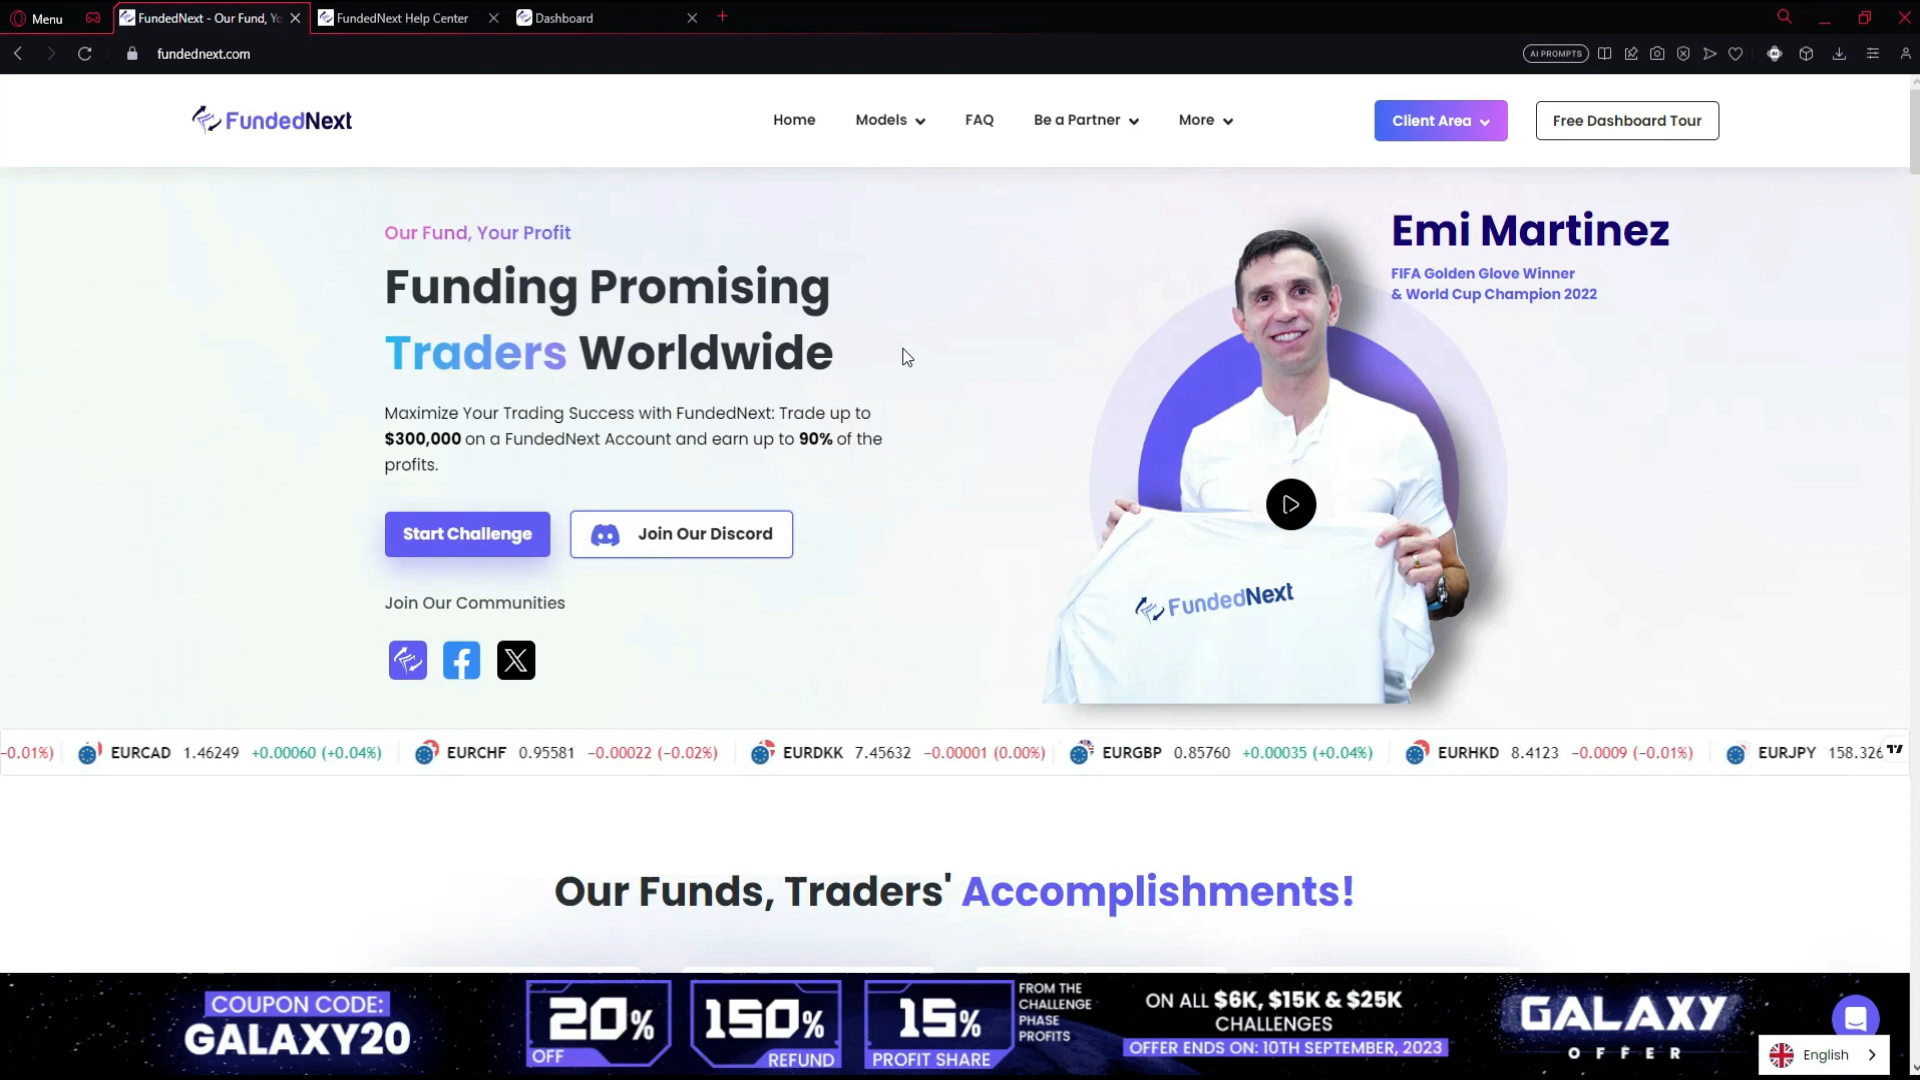 Menu
FundedNext - Our Fund, Yo
FundedNext Help Center
Dashboard
fundednext.com
AI PROMPTS
FundedNext
Home
Models
FAQ
Be a Partner
More
Client Area
Free Dashboard Tour
Our Fund, Your Profit
Funding Promising
Traders Worldwide
Maximize Your Trading Success with FundedNext: Trade up to
$300,000 on a FundedNext Account and earn up to 90% of the
profits.
Start Challenge
Join Our Discord
Join Our Communities
Emi Martinez
FIFA Golden Glove Winner
& World Cup Champion 2022
FundedNext
-0.01%) EURCAD 1.46249 +0.00060 (+0.04%) EURCHF 0.95581 −0.00022 (−0.02%) EURDKK 7.45632 −0.00001 (0.00%) EURGBP 0.85760 +0.00035 (+0.04%) EURHKD 8.4123 −0.0009 (−0.01%) EURJPY 158.326
Our Funds, Traders' Accomplishments!
COUPON CODE:
GALAXY20
20%
OFF
150%
REFUND
15%
PROFIT SHARE
FROM THE
CHALLENGE
PHASE
PROFITS
ON ALL $6K, $15K & $25K
CHALLENGES
OFFER ENDS ON: 10TH SEPTEMBER, 2023
GALAXY
OFFER
English